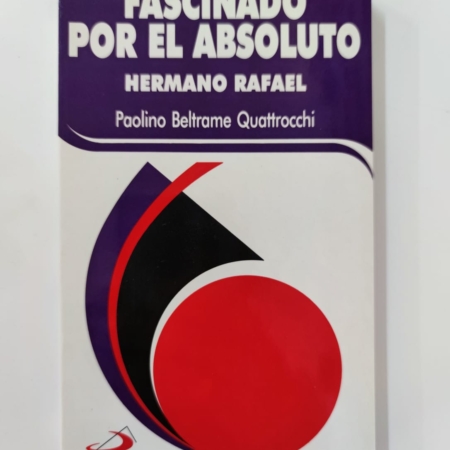 FASCINADO
POR EL ABSOLUTO
HERMANO RAFAEL
Paolino Beltrame Quattrocchi